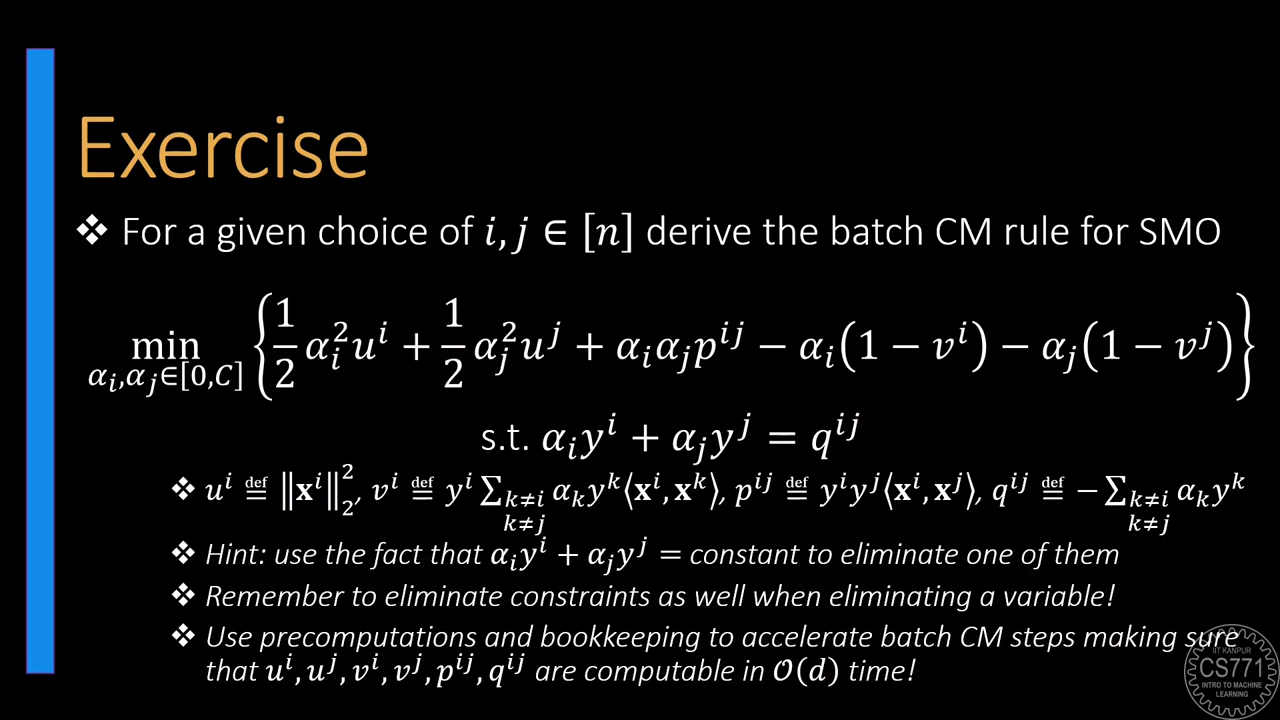 Exercise
❖ For a given choice of i, j ∈ [n] derive the batch CM rule for SMO
min_{α_i,α_j∈[0,C]} { 1/2 α_i^2 u^i + 1/2 α_j^2 u^j + α_i α_j p^{ij} − α_i(1 − v^i) − α_j(1 − v^j) }
s.t. α_i y^i + α_j y^j = q^{ij}
❖ u^i ≝ ‖x^i‖_2^2, v^i ≝ y^i ∑_{k≠i, k≠j} α_k y^k ⟨x^i, x^k⟩, p^{ij} ≝ y^i y^j ⟨x^i, x^j⟩, q^{ij} ≝ − ∑_{k≠i, k≠j} α_k y^k
❖ Hint: use the fact that α_i y^i + α_j y^j = constant to eliminate one of them
❖ Remember to eliminate constraints as well when eliminating a variable!
❖ Use precomputations and bookkeeping to accelerate batch CM steps making sure
that u^i, u^j, v^i, v^j, p^{ij}, q^{ij} are computable in 𝒪(d) time!
IIT KANPUR
CS771
INTRO TO MACHINE
LEARNING